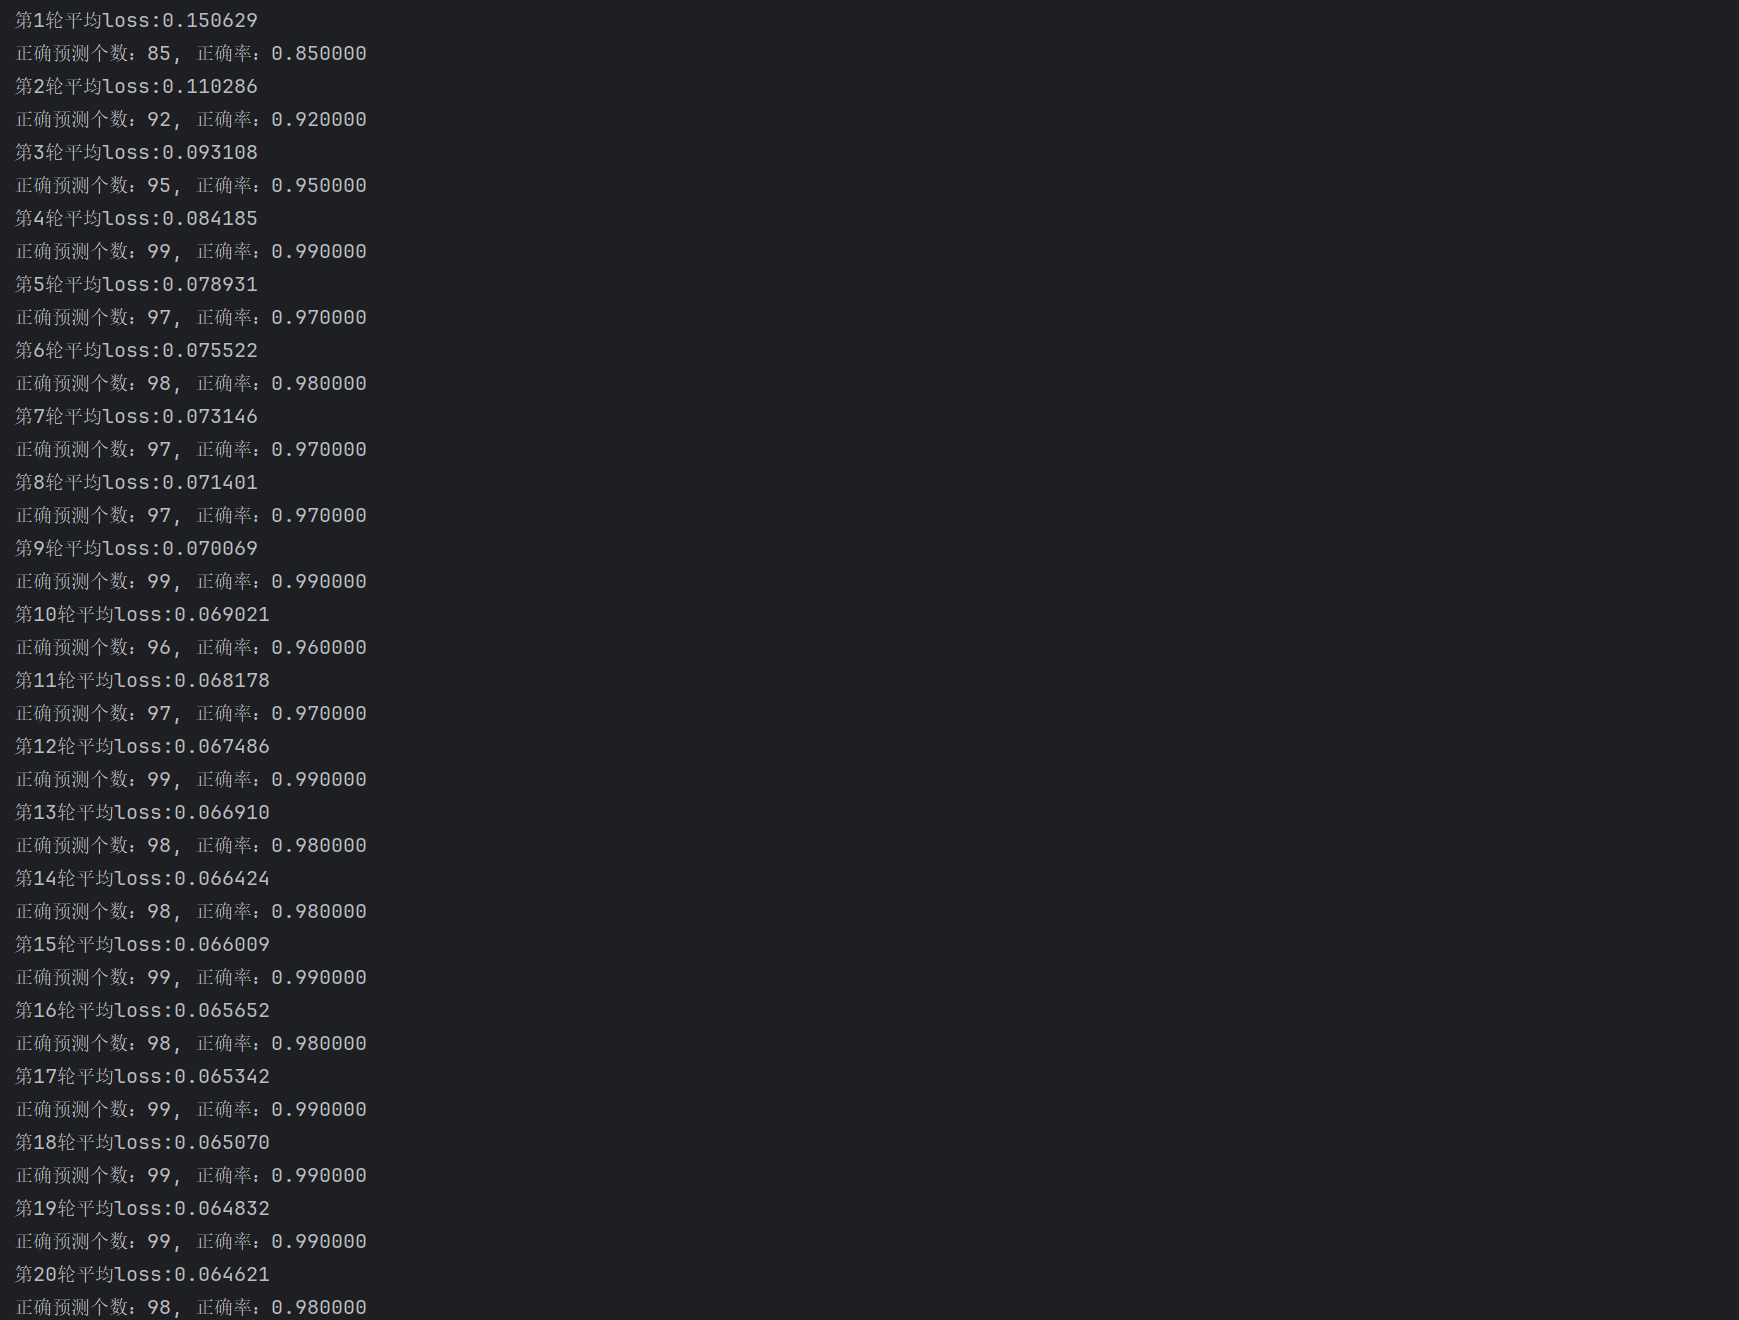 第1轮平均loss:0.150629
正确预测个数：85, 正确率：0.850000
第2轮平均loss:0.110286
正确预测个数：92, 正确率：0.920000
第3轮平均loss:0.093108
正确预测个数：95, 正确率：0.950000
第4轮平均loss:0.084185
正确预测个数：99, 正确率：0.990000
第5轮平均loss:0.078931
正确预测个数：97, 正确率：0.970000
第6轮平均loss:0.075522
正确预测个数：98, 正确率：0.980000
第7轮平均loss:0.073146
正确预测个数：97, 正确率：0.970000
第8轮平均loss:0.071401
正确预测个数：97, 正确率：0.970000
第9轮平均loss:0.070069
正确预测个数：99, 正确率：0.990000
第10轮平均loss:0.069021
正确预测个数：96, 正确率：0.960000
第11轮平均loss:0.068178
正确预测个数：97, 正确率：0.970000
第12轮平均loss:0.067486
正确预测个数：99, 正确率：0.990000
第13轮平均loss:0.066910
正确预测个数：98, 正确率：0.980000
第14轮平均loss:0.066424
正确预测个数：98, 正确率：0.980000
第15轮平均loss:0.066009
正确预测个数：99, 正确率：0.990000
第16轮平均loss:0.065652
正确预测个数：98, 正确率：0.980000
第17轮平均loss:0.065342
正确预测个数：99, 正确率：0.990000
第18轮平均loss:0.065070
正确预测个数：99, 正确率：0.990000
第19轮平均loss:0.064832
正确预测个数：99, 正确率：0.990000
第20轮平均loss:0.064621
正确预测个数：98, 正确率：0.980000